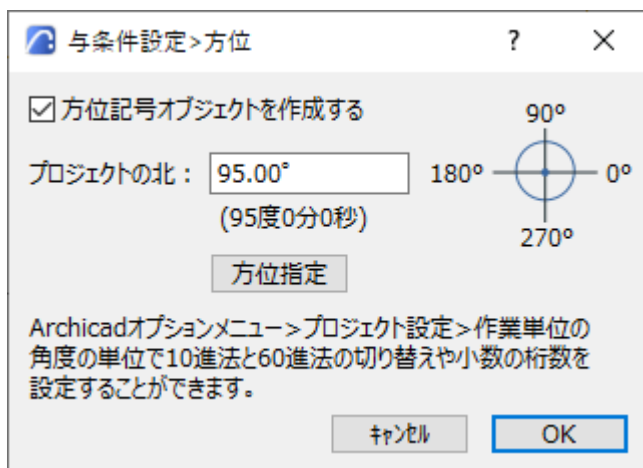 与条件設定>方位
?
方位記号オブジェクトを作成する
90°
プロジェクトの北：
95.00°
180°
0°
(95度0分0秒)
270°
方位指定
Archicadオプションメニュー>プロジェクト設定>作業単位の
角度の単位で10進法と60進法の切り替えや小数の桁数を
設定することができます。
ｷｬﾝｾﾙ
OK